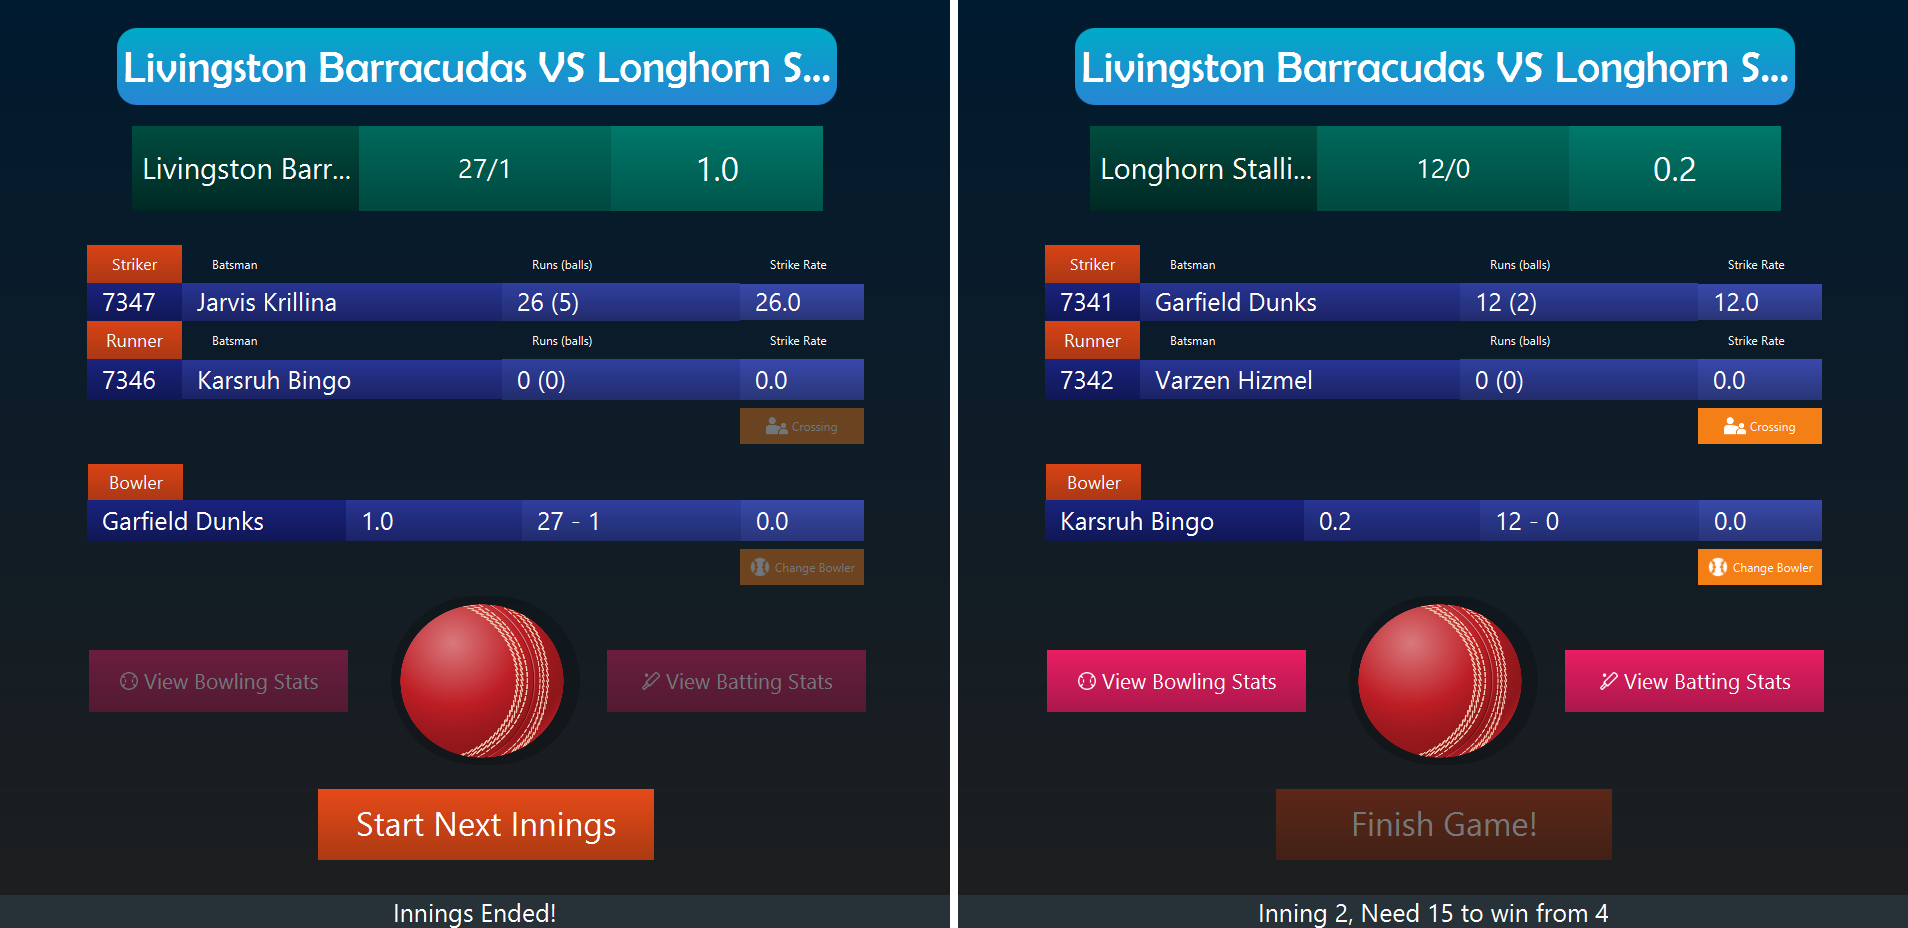 Livingston Barracudas VS Longhorn S...
Livingston Barr... 27/1 1.0
Striker Batsman Runs (balls) Strike Rate
7347 Jarvis Krillina 26 (5) 26.0
Runner Batsman Runs (balls) Strike Rate
7346 Karsruh Bingo 0 (0) 0.0
Crossing
Bowler
Garfield Dunks 1.0 27 - 1 0.0
Change Bowler
View Bowling Stats View Batting Stats
Start Next Innings
Innings Ended!
Livingston Barracudas VS Longhorn S...
Longhorn Stalli... 12/0 0.2
Striker Batsman Runs (balls) Strike Rate
7341 Garfield Dunks 12 (2) 12.0
Runner Batsman Runs (balls) Strike Rate
7342 Varzen Hizmel 0 (0) 0.0
Crossing
Bowler
Karsruh Bingo 0.2 12 - 0 0.0
Change Bowler
View Bowling Stats View Batting Stats
Finish Game!
Inning 2, Need 15 to win from 4